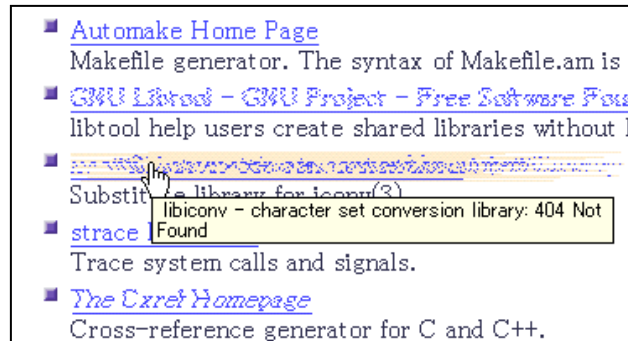 Automake Home Page
Makefile generator. The syntax of Makefile.am is
GNU Libtool - GNU Project - Free Software Fou
libtool help users create shared libraries without
Substitute library for iconv(3)
libiconv - character set conversion library: 404 Not
Found
strace
Trace system calls and signals.
The Cxref Homepage
Cross-reference generator for C and C++.